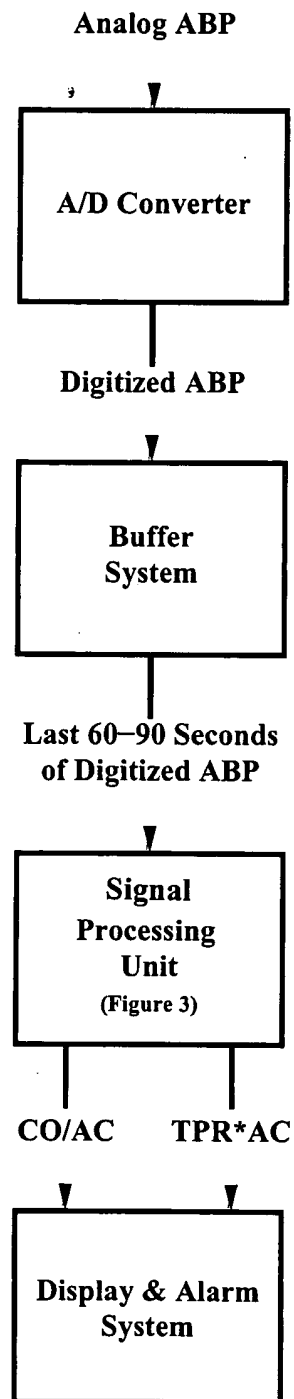 Analog ABP
A/D Converter
Digitized ABP
Buffer
System
Last 60–90 Seconds
of Digitized ABP
Signal
Processing
Unit
(Figure 3)
CO/AC TPR*AC
Display & Alarm
System